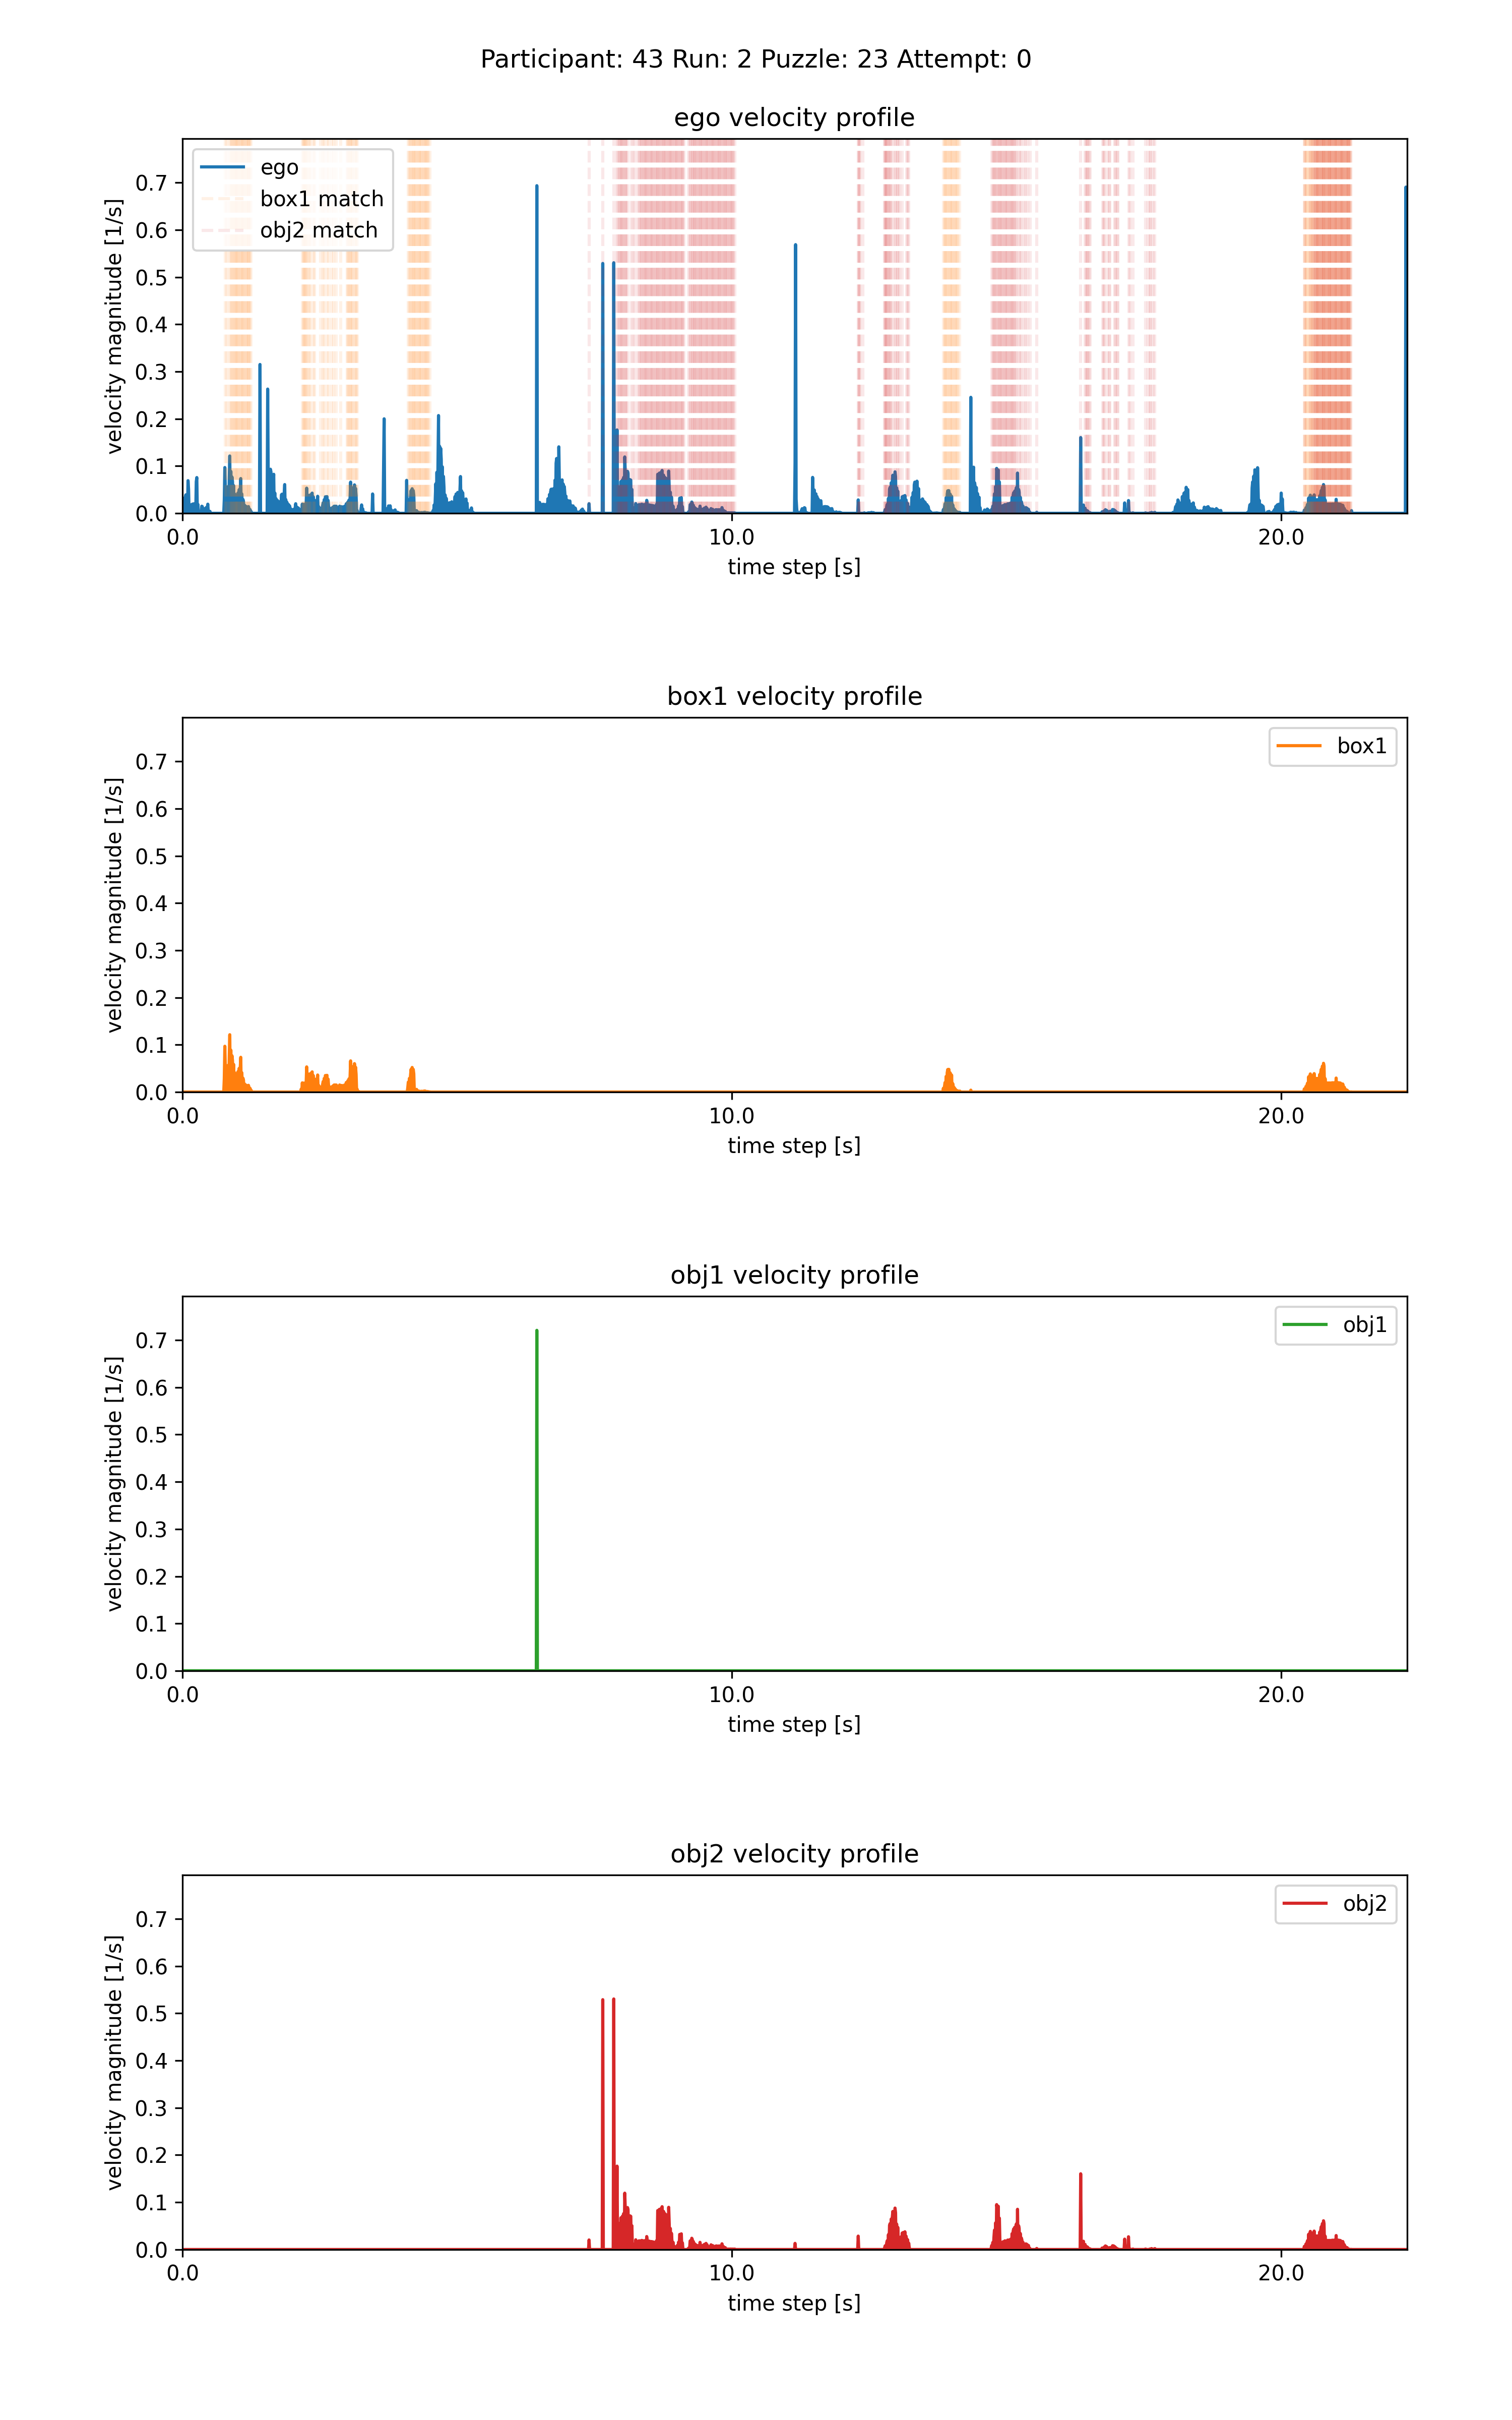 Participant: 43 Run: 2 Puzzle: 23 Attempt: 0
ego velocity profile
velocity magnitude [1/s]
0.7
0.6
0.5
0.4
0.3
0.2
0.1
0.0
ego
box1 match
obj2 match
0.0 10.0 20.0
time step [s]
box1 velocity profile
velocity magnitude [1/s]
0.7
0.6
0.5
0.4
0.3
0.2
0.1
0.0
box1
0.0 10.0 20.0
time step [s]
obj1 velocity profile
velocity magnitude [1/s]
0.7
0.6
0.5
0.4
0.3
0.2
0.1
0.0
obj1
0.0 10.0 20.0
time step [s]
obj2 velocity profile
velocity magnitude [1/s]
0.7
0.6
0.5
0.4
0.3
0.2
0.1
0.0
obj2
0.0 10.0 20.0
time step [s]